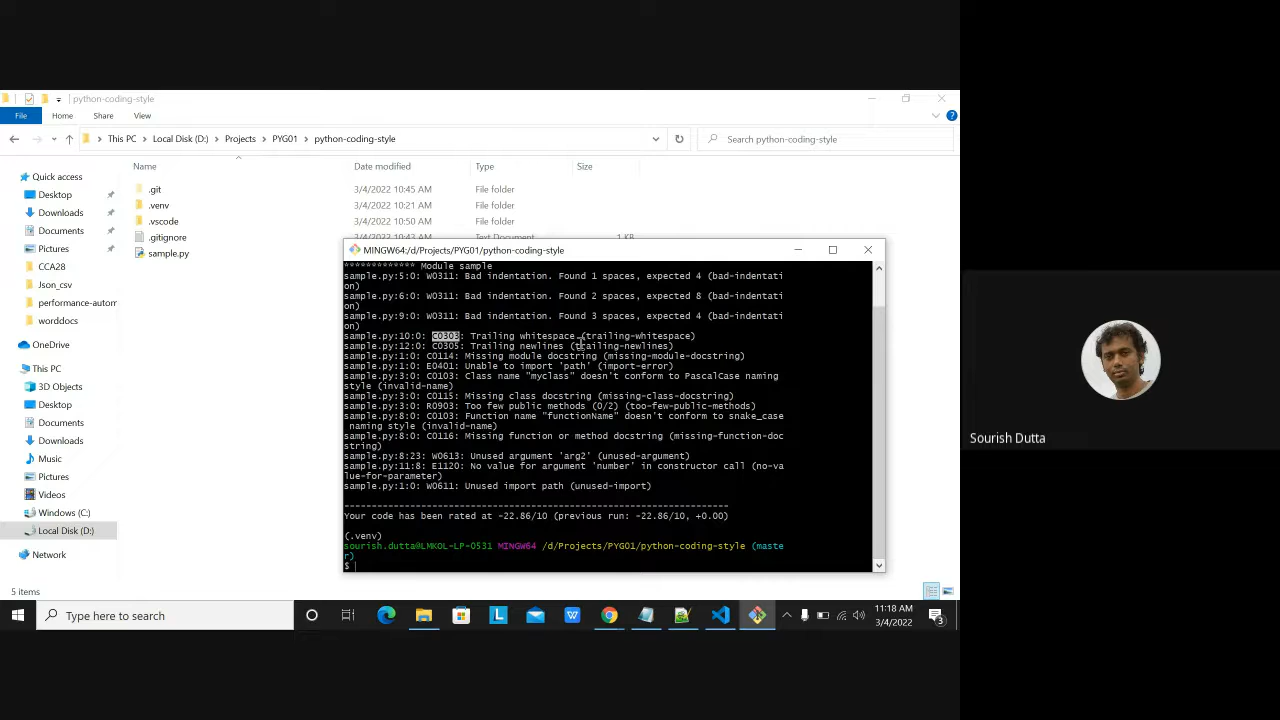 python-coding-style
File Home Share View
This PC Local Disk (D:) Projects PYG01 python-coding-style
Search python-coding-style
Name Date modified Type Size
Quick access
Desktop
Downloads
Documents
Pictures
CCA28
Json_csv
performance-autom
worddocs
OneDrive
This PC
3D Objects
Desktop
Documents
Downloads
Music
Pictures
Videos
Windows (C:)
Local Disk (D:)
Network
.git 3/4/2022 10:45 AM File folder
.venv 3/4/2022 10:21 AM File folder
.vscode 3/4/2022 10:50 AM File folder
.gitignore 3/4/2022 10:43 AM Text Document 1 KB
sample.py
5 items
MINGW64:/d/Projects/PYG01/python-coding-style
************* Module sample
sample.py:5:0: W0311: Bad indentation. Found 1 spaces, expected 4 (bad-indentati
on)
sample.py:6:0: W0311: Bad indentation. Found 2 spaces, expected 8 (bad-indentati
on)
sample.py:9:0: W0311: Bad indentation. Found 3 spaces, expected 4 (bad-indentati
on)
sample.py:10:0: C0303: Trailing whitespace (trailing-whitespace)
sample.py:12:0: C0305: Trailing newlines (trailing-newlines)
sample.py:1:0: C0114: Missing module docstring (missing-module-docstring)
sample.py:1:0: E0401: Unable to import 'path' (import-error)
sample.py:3:0: C0103: Class name "myclass" doesn't conform to PascalCase naming
style (invalid-name)
sample.py:3:0: C0115: Missing class docstring (missing-class-docstring)
sample.py:3:0: R0903: Too few public methods (0/2) (too-few-public-methods)
sample.py:8:0: C0103: Function name "functionName" doesn't conform to snake_case
naming style (invalid-name)
sample.py:8:0: C0116: Missing function or method docstring (missing-function-doc
string)
sample.py:8:23: W0613: Unused argument 'arg2' (unused-argument)
sample.py:11:8: E1120: No value for argument 'number' in constructor call (no-va
lue-for-parameter)
sample.py:1:0: W0611: Unused import path (unused-import)
------------------------------------------------------------------------
Your code has been rated at -22.86/10 (previous run: -22.86/10, +0.00)
(.venv)
sourish.dutta@LMKOL-LP-0531 MINGW64 /d/Projects/PYG01/python-coding-style (maste
r)
$
Type here to search
11:18 AM
3/4/2022
3
Sourish Dutta